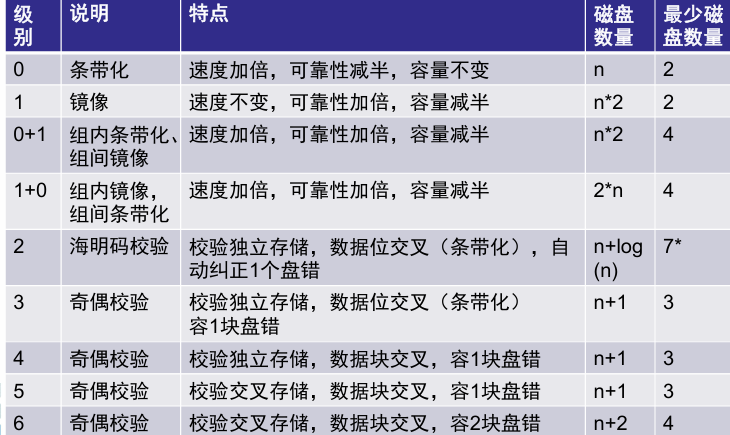 级别 说明 特点 磁盘数量 最少磁盘数量
0 条带化 速度加倍，可靠性减半，容量不变 n 2
1 镜像 速度不变，可靠性加倍，容量减半 n*2 2
0+1 组内条带化、 速度加倍，可靠性加倍，容量减半 n*2 4
组间镜像
1+0 组内镜像， 速度加倍，可靠性加倍，容量减半 2*n 4
组间条带化
2 海明码校验 校验独立存储，数据位交叉（条带化），自 n+log 7*
动纠正1个盘错 (n)
3 奇偶校验 校验独立存储，数据位交叉（条带化） n+1 3
容1块盘错
4 奇偶校验 校验独立存储，数据块交叉，容1块盘错 n+1 3
5 奇偶校验 校验交叉存储，数据块交叉，容1块盘错 n+1 3
6 奇偶校验 校验交叉存储，数据块交叉，容2块盘错 n+2 4